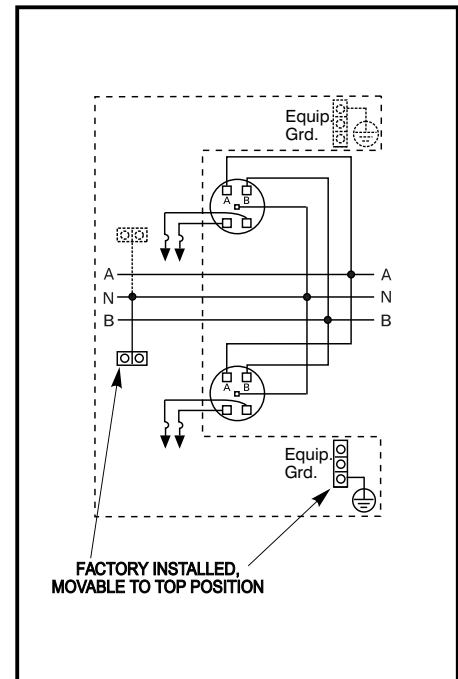 Equip.
Grd.
A B
A A
N N
B B
A B
Equip.
Grd.
FACTORY INSTALLED,
MOVABLE TO TOP POSITION